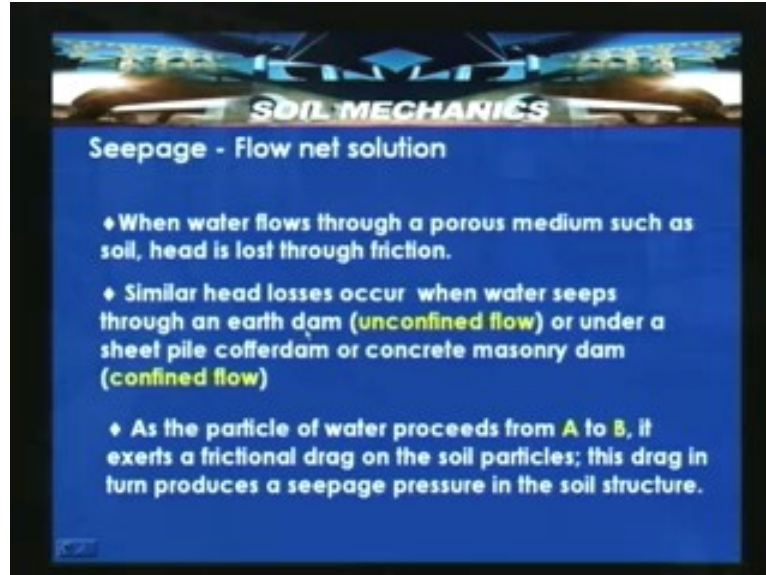 SOIL MECHANICS
Seepage - Flow net solution
♦When water flows through a porous medium such as
soil, head is lost through friction.
♦ Similar head losses occur when water seeps
through an earth dam (unconfined flow) or under a
sheet pile cofferdam or concrete masonry dam
(confined flow)
♦ As the particle of water proceeds from A to B, it
exerts a frictional drag on the soil particles; this drag in
turn produces a seepage pressure in the soil structure.